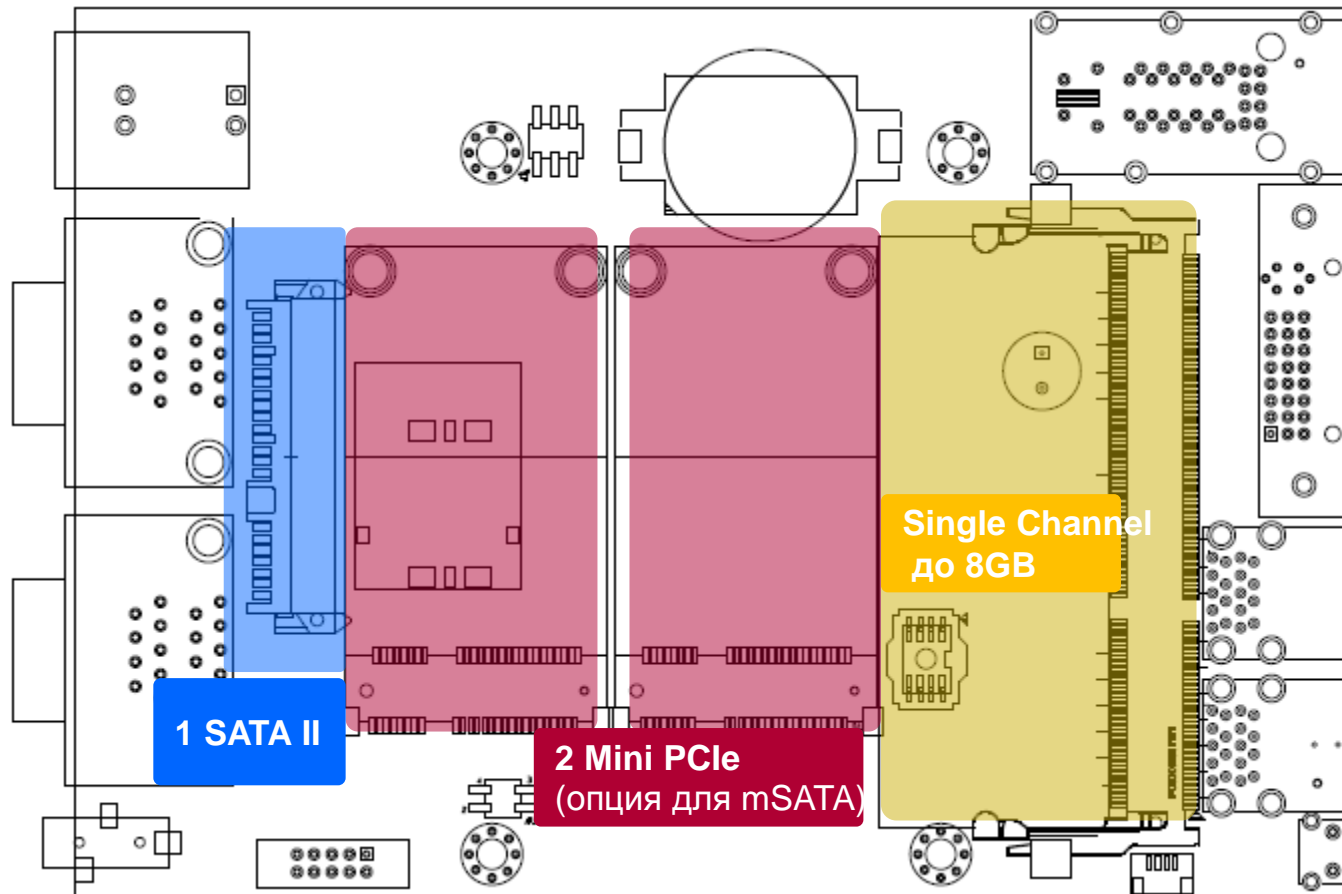 Single Channel
до 8GB
1 SATA II
2 Mini PCIe
(опция для mSATA)